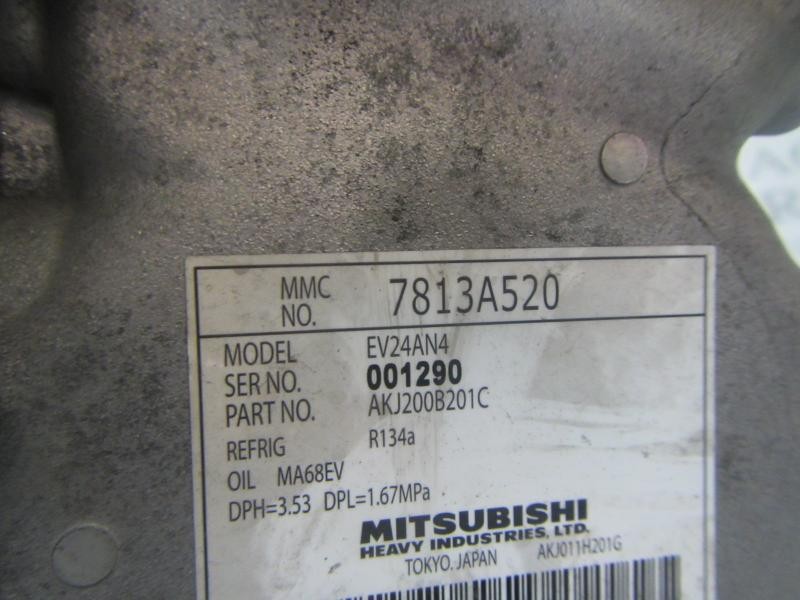 MMC NO. 7813A520
MODEL EV24AN4
SER NO. 001290
PART NO. AKJ200B201C
REFRIG R134a
OIL MA68EV
DPH=3.53 DPL=1.67MPa
MITSUBISHI
HEAVY INDUSTRIES, LTD.
TOKYO. JAPAN AKJ011H201G